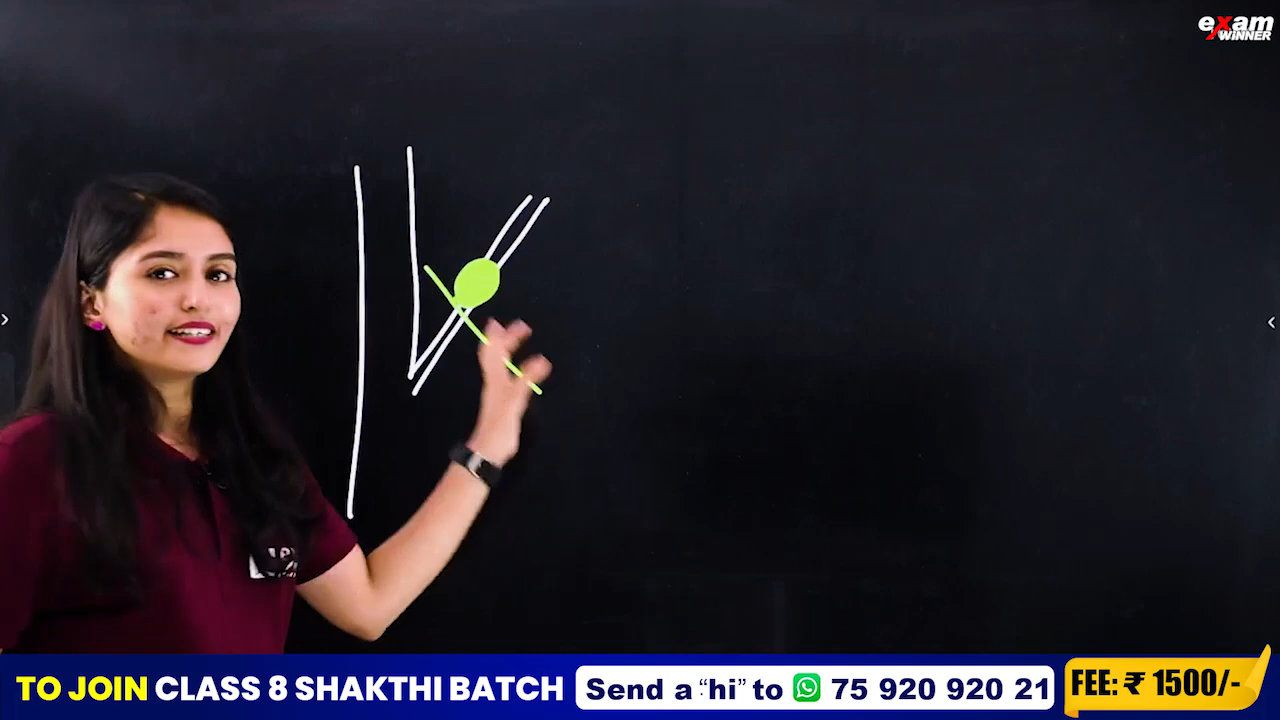 exam
WINNER
TO JOIN CLASS 8 SHAKTHI BATCH
Send a “hi” to 75 920 920 21
FEE: ₹ 1500/-